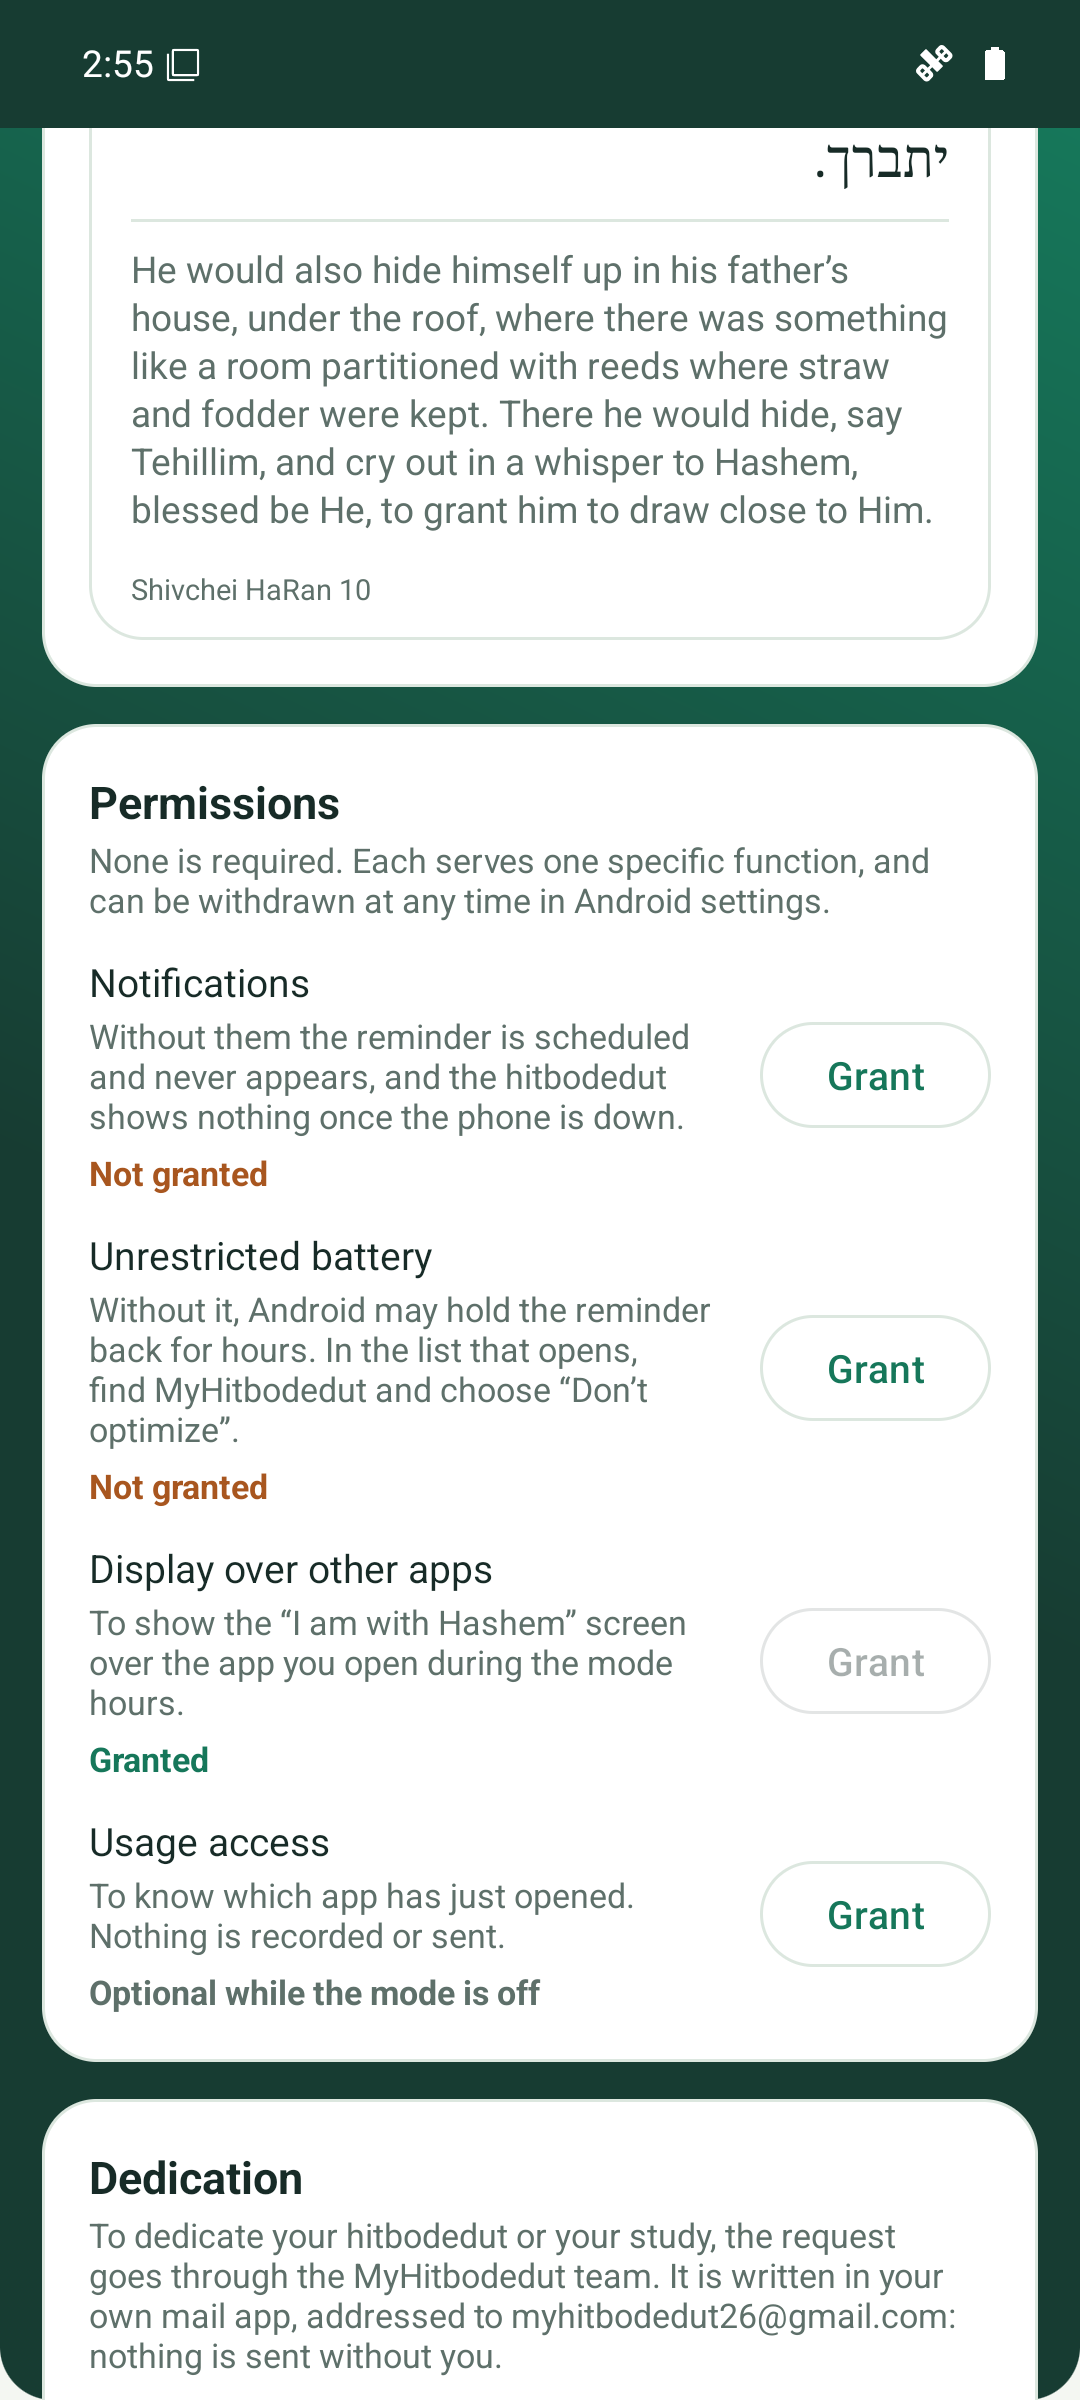 2:55
יתברך.
He would also hide himself up in his father’s
house, under the roof, where there was something
like a room partitioned with reeds where straw
and fodder were kept. There he would hide, say
Tehillim, and cry out in a whisper to Hashem,
blessed be He, to grant him to draw close to Him.
Shivchei HaRan 10
Permissions
None is required. Each serves one specific function, and
can be withdrawn at any time in Android settings.
Notifications
Without them the reminder is scheduled
and never appears, and the hitbodedut
shows nothing once the phone is down.
Grant
Not granted
Unrestricted battery
Without it, Android may hold the reminder
back for hours. In the list that opens,
find MyHitbodedut and choose “Don’t
optimize”.
Grant
Not granted
Display over other apps
To show the “I am with Hashem” screen
over the app you open during the mode
hours.
Grant
Granted
Usage access
To know which app has just opened.
Nothing is recorded or sent.
Grant
Optional while the mode is off
Dedication
To dedicate your hitbodedut or your study, the request
goes through the MyHitbodedut team. It is written in your
own mail app, addressed to myhitbodedut26@gmail.com:
nothing is sent without you.